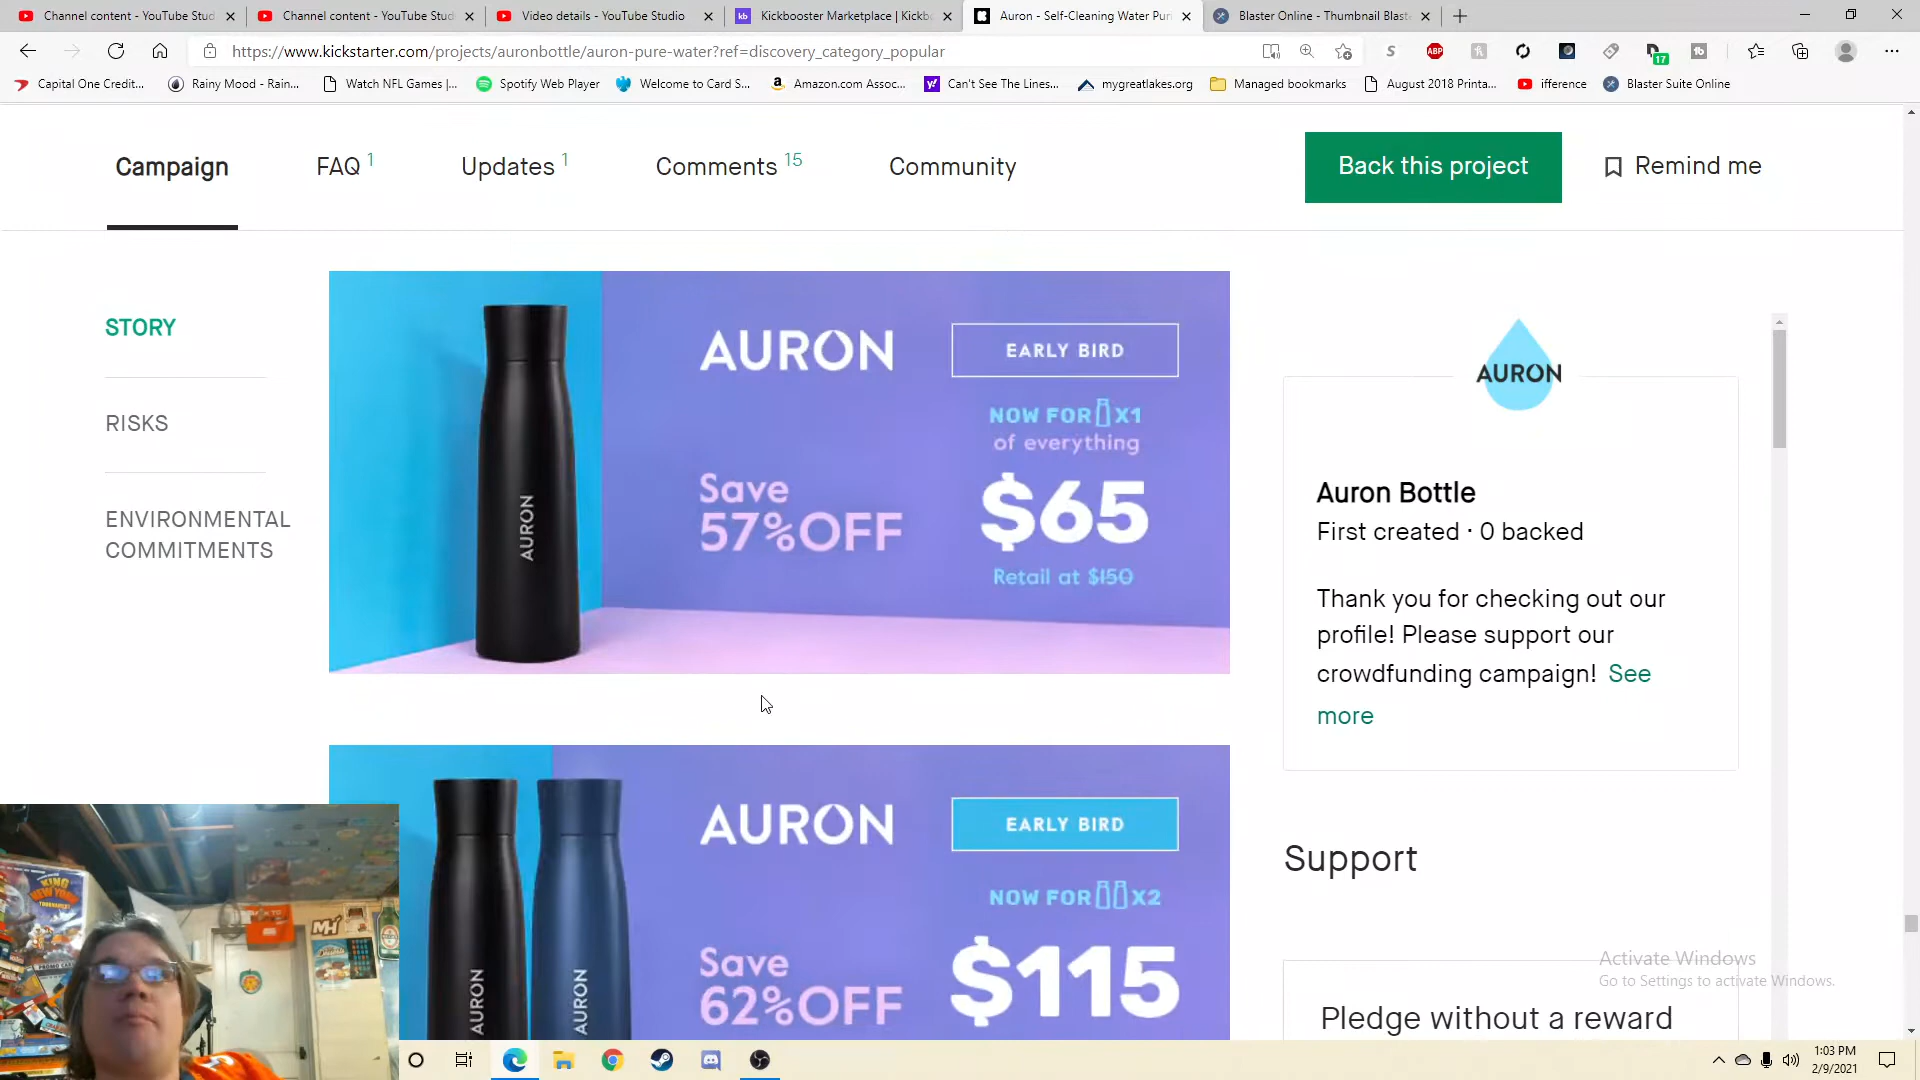 Channel content - YouTube Stud
Channel content - YouTube Stud
Video details - YouTube Studio
Kickbooster Marketplace | Kickb
Auron - Self-Cleaning Water Puri
Blaster Online - Thumbnail Blast
https://www.kickstarter.com/projects/auronbottle/auron-pure-water?ref=discovery_category_popular
ABP
17
Capital One Credit...
Rainy Mood - Rain...
Watch NFL Games |...
Spotify Web Player
Welcome to Card S...
Amazon.com Assoc...
Can't See The Lines...
mygreatlakes.org
Managed bookmarks
August 2018 Printa...
ifference
Blaster Suite Online
Campaign
FAQ 1
Updates 1
Comments 15
Community
Back this project
Remind me
STORY
RISKS
ENVIRONMENTAL
COMMITMENTS
AURON
AURON
EARLY BIRD
NOW FOR X1
of everything
Save
57%OFF
$65
Retail at $150
AURON
AURON
AURON
EARLY BIRD
NOW FOR X2
Save
62%OFF
$115
AURON
Auron Bottle
First created · 0 backed
Thank you for checking out our
profile! Please support our
crowdfunding campaign! See
more
Support
Pledge without a reward
Activate Windows
Go to Settings to activate Windows.
KING
NEW YORK
MH
1:03 PM
2/9/2021